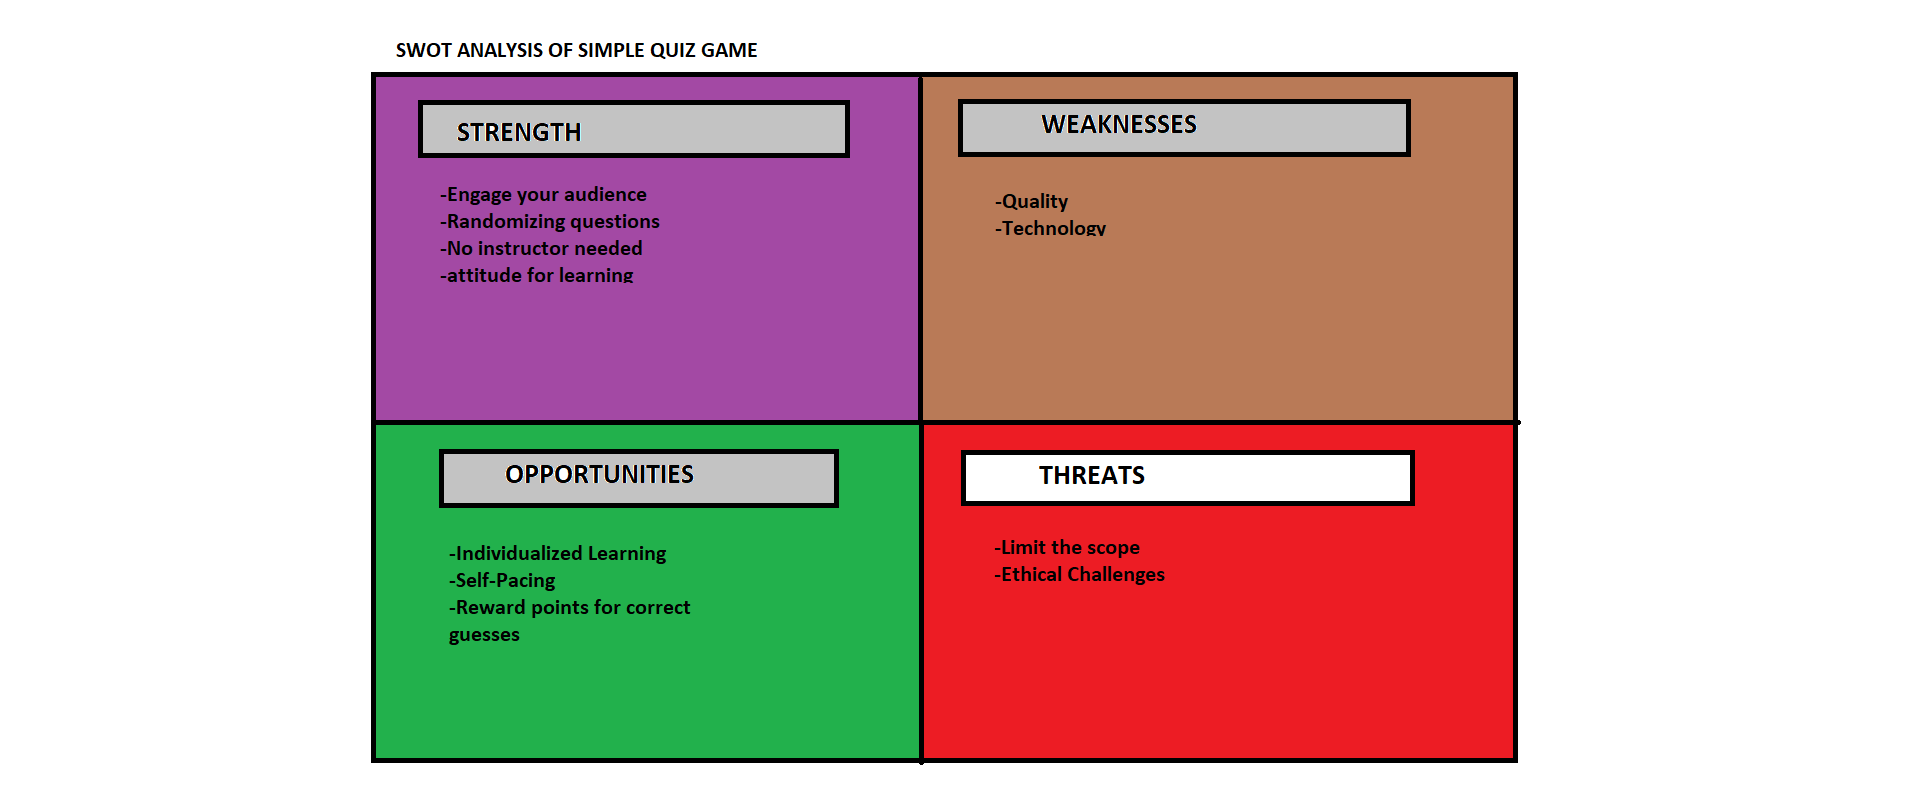 SWOT ANALYSIS OF SIMPLE QUIZ GAME
STRENGTH
-Engage your audience
-Randomizing questions
-No instructor needed
-attitude for learning
WEAKNESSES
-Quality
-Technology
OPPORTUNITIES
-Individualized Learning
-Self-Pacing
-Reward points for correct
guesses
THREATS
-Limit the scope
-Ethical Challenges